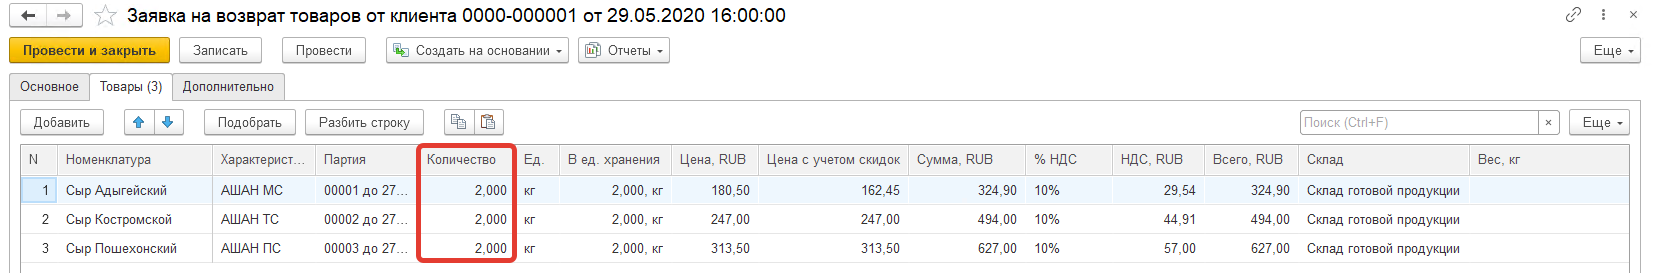 Заявка на возврат товаров от клиента 0000-000001 от 29.05.2020 16:00:00
Провести и закрыть Записать Провести Создать на основании Отчеты Еще
Основное Товары (3) Дополнительно
Добавить Подобрать Разбить строку Поиск (Ctrl+F) × Еще
N Номенклатура Характерист... Партия Количество Ед. В ед. хранения Цена, RUB Цена с учетом скидок Сумма, RUB % НДС НДС, RUB Всего, RUB Склад Вес, кг
1 Сыр Адыгейский АШАН МС 00001 до 27... 2,000 кг 2,000, кг 180,50 162,45 324,90 10% 29,54 324,90 Склад готовой продукции
2 Сыр Костромской АШАН ТС 00002 до 27... 2,000 кг 2,000, кг 247,00 247,00 494,00 10% 44,91 494,00 Склад готовой продукции
3 Сыр Пошехонский АШАН ПС 00003 до 27... 2,000 кг 2,000, кг 313,50 313,50 627,00 10% 57,00 627,00 Склад готовой продукции